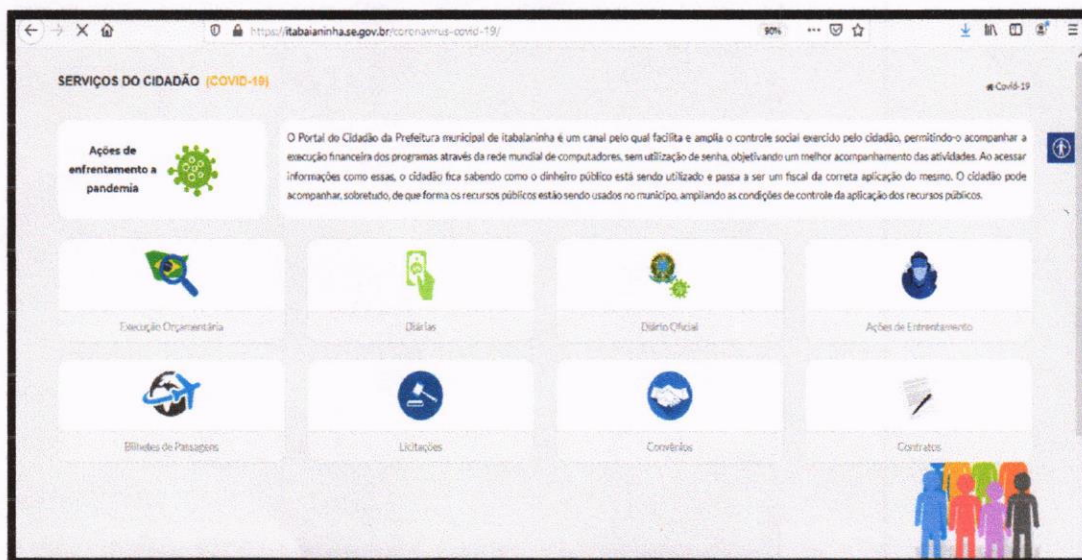 https://itabaianinha.se.gov.br/coronavirus-covid-19/
90%
SERVIÇOS DO CIDADÃO (COVID-19)
Covid-19
Ações de
enfrentamento a
pandemia
O Portal do Cidadão da Prefeitura municipal de itabaianinha é um canal pelo qual facilita e amplia o controle social exercido pelo cidadão, permitindo-o acompanhar a
execução financeira dos programas através da rede mundial de computadores, sem utilização de senha, objetivando um melhor acompanhamento das atividades. Ao acessar
informações como essas, o cidadão fica sabendo como o dinheiro público está sendo utilizado e passa a ser um fiscal da correta aplicação do mesmo. O cidadão pode
acompanhar, sobretudo, de que forma os recursos públicos estão sendo usados no município, ampliando as condições de controle da aplicação dos recursos públicos.
Execução Orçamentária
Diárias
Diário Oficial
Ações de Enfrentamento
Bilhetes de Passagens
Licitações
Convênios
Contratos